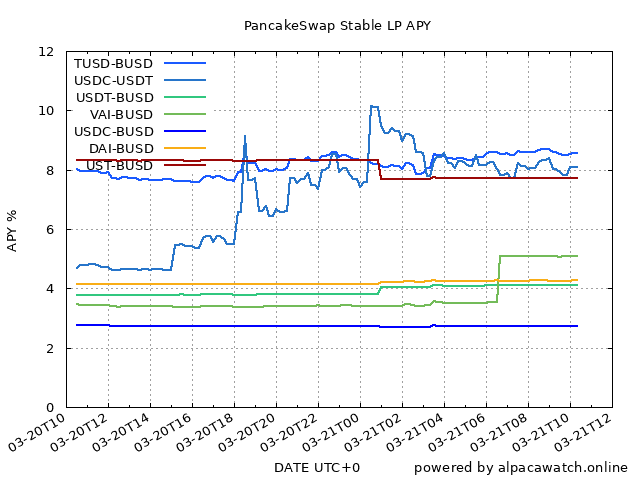 PancakeSwap Stable LP APY
12
10
8
6
4
2
0
APY %
TUSD-BUSD
USDC-USDT
USDT-BUSD
VAI-BUSD
USDC-BUSD
DAI-BUSD
UST-BUSD
03-20T10
03-20T12
03-20T14
03-20T16
03-20T18
03-20T20
03-20T22
03-21T00
03-21T02
03-21T04
03-21T06
03-21T08
03-21T10
03-21T12
DATE UTC+0
powered by alpacawatch.online